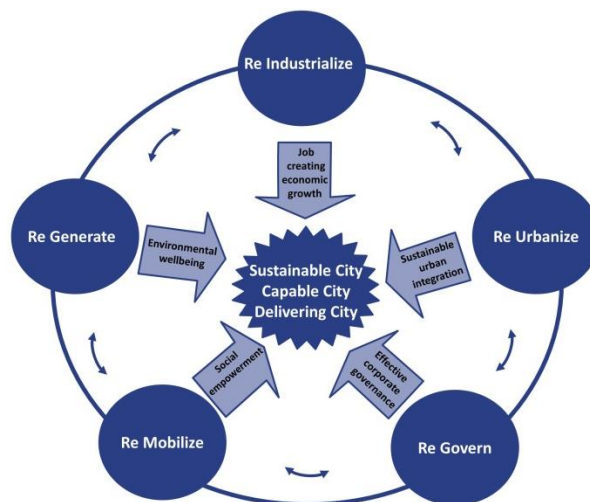 Re Industrialize
Job
creating
economic
growth
Re Generate
Environmental
wellbeing
Sustainable City
Capable City
Delivering City
Sustainable
urban
integration
Re Urbanize
Social
empowerment
Effective
corporate
governance
Re Mobilize
Re Govern